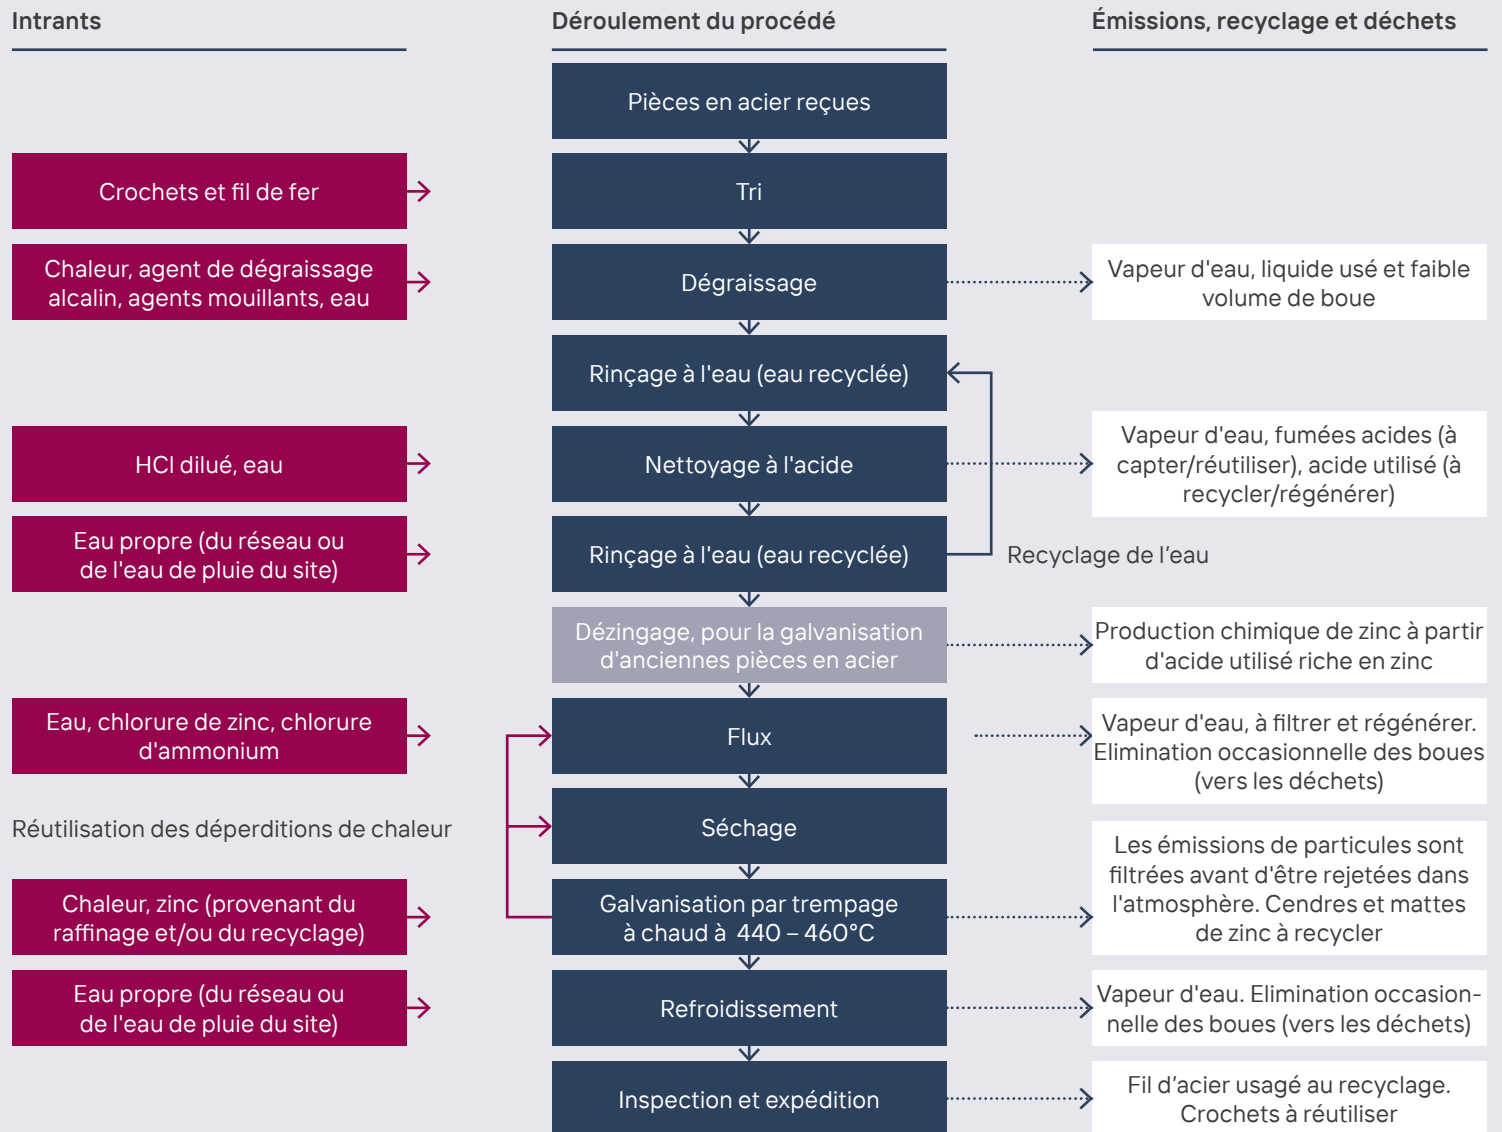 Intrants
Déroulement du procédé
Émissions, recyclage et déchets
Pièces en acier reçues
Crochets et fil de fer
Tri
Chaleur, agent de dégraissage
alcalin, agents mouillants, eau
Dégraissage
Vapeur d'eau, liquide usé et faible
volume de boue
Rinçage à l'eau (eau recyclée)
HCl dilué, eau
Nettoyage à l'acide
Vapeur d'eau, fumées acides (à
capter/réutiliser), acide utilisé (à
recycler/régénérer)
Eau propre (du réseau ou
de l'eau de pluie du site)
Rinçage à l'eau (eau recyclée)
Recyclage de l’eau
Dézingage, pour la galvanisation
d'anciennes pièces en acier
Production chimique de zinc à partir
d'acide utilisé riche en zinc
Eau, chlorure de zinc, chlorure
d'ammonium
Flux
Vapeur d'eau, à filtrer et régénérer.
Elimination occasionnelle des boues
(vers les déchets)
Réutilisation des déperditions de chaleur
Séchage
Chaleur, zinc (provenant du
raffinage et/ou du recyclage)
Galvanisation par trempage
à chaud à 440 – 460°C
Les émissions de particules sont
filtrées avant d'être rejetées dans
l'atmosphère. Cendres et mattes
de zinc à recycler
Eau propre (du réseau ou
de l'eau de pluie du site)
Refroidissement
Vapeur d'eau. Elimination occasion-
nelle des boues (vers les déchets)
Inspection et expédition
Fil d’acier usagé au recyclage.
Crochets à réutiliser